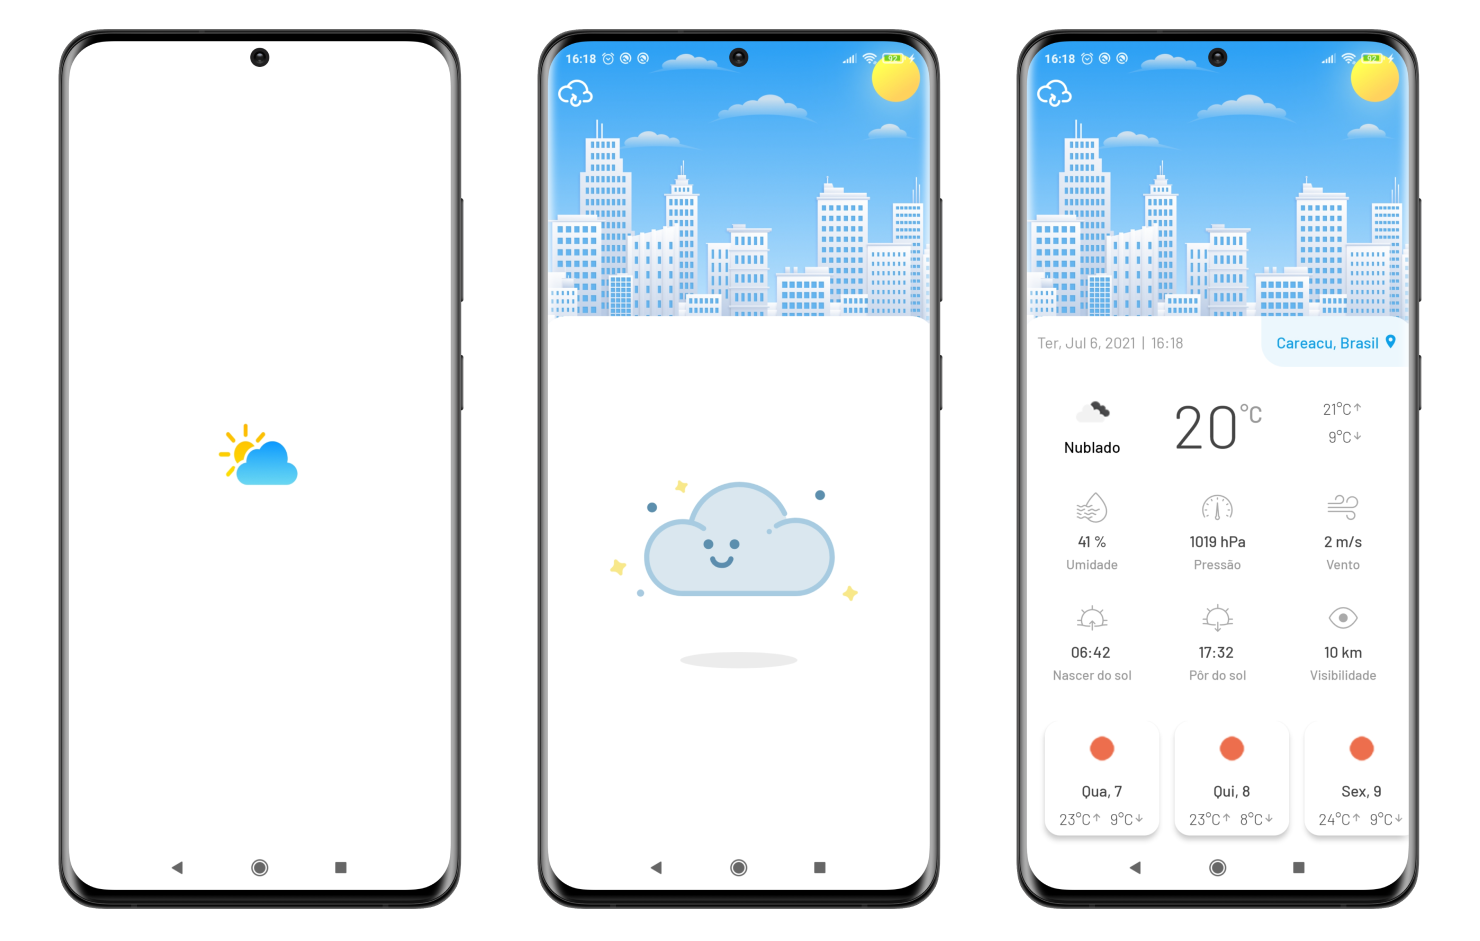 16:18
92
16:18
92
Ter, Jul 6, 2021 | 16:18
Careacu, Brasil
Nublado
20°C
21°C↑
9°C↓
41 %
Umidade
1019 hPa
Pressão
2 m/s
Vento
06:42
Nascer do sol
17:32
Pôr do sol
10 km
Visibilidade
Qua, 7
23°C↑ 9°C↓
Qui, 8
23°C↑ 8°C↓
Sex, 9
24°C↑ 9°C↓